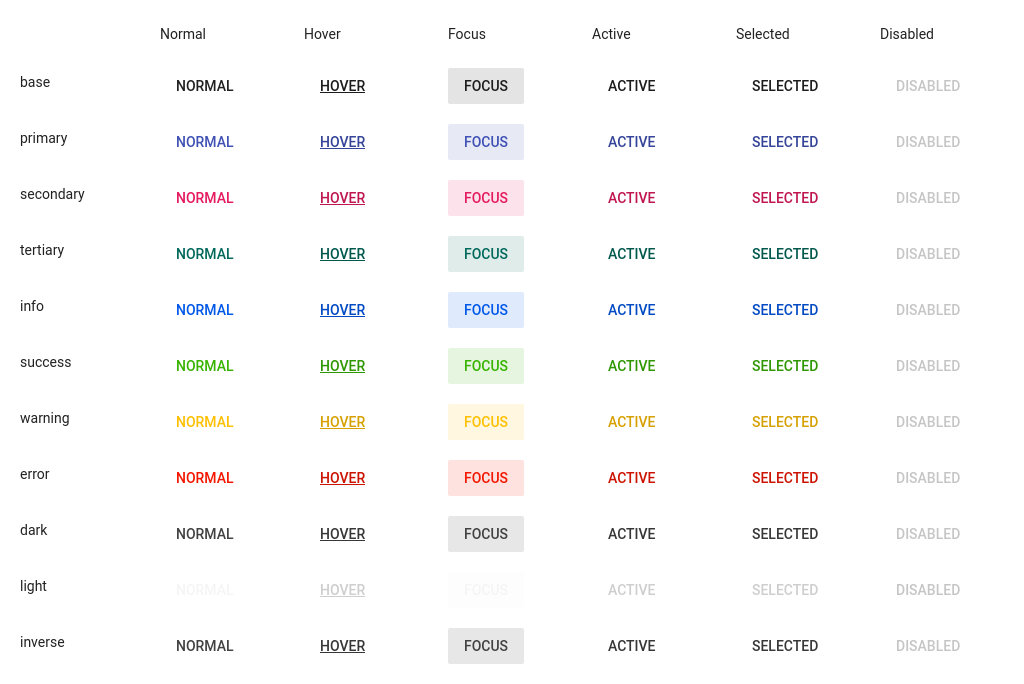 Normal Hover Focus Active Selected Disabled
base NORMAL HOVER FOCUS ACTIVE SELECTED DISABLED
primary NORMAL HOVER FOCUS ACTIVE SELECTED DISABLED
secondary NORMAL HOVER FOCUS ACTIVE SELECTED DISABLED
tertiary NORMAL HOVER FOCUS ACTIVE SELECTED DISABLED
info NORMAL HOVER FOCUS ACTIVE SELECTED DISABLED
success NORMAL HOVER FOCUS ACTIVE SELECTED DISABLED
warning NORMAL HOVER FOCUS ACTIVE SELECTED DISABLED
error NORMAL HOVER FOCUS ACTIVE SELECTED DISABLED
dark NORMAL HOVER FOCUS ACTIVE SELECTED DISABLED
light NORMAL HOVER FOCUS ACTIVE SELECTED DISABLED
inverse NORMAL HOVER FOCUS ACTIVE SELECTED DISABLED